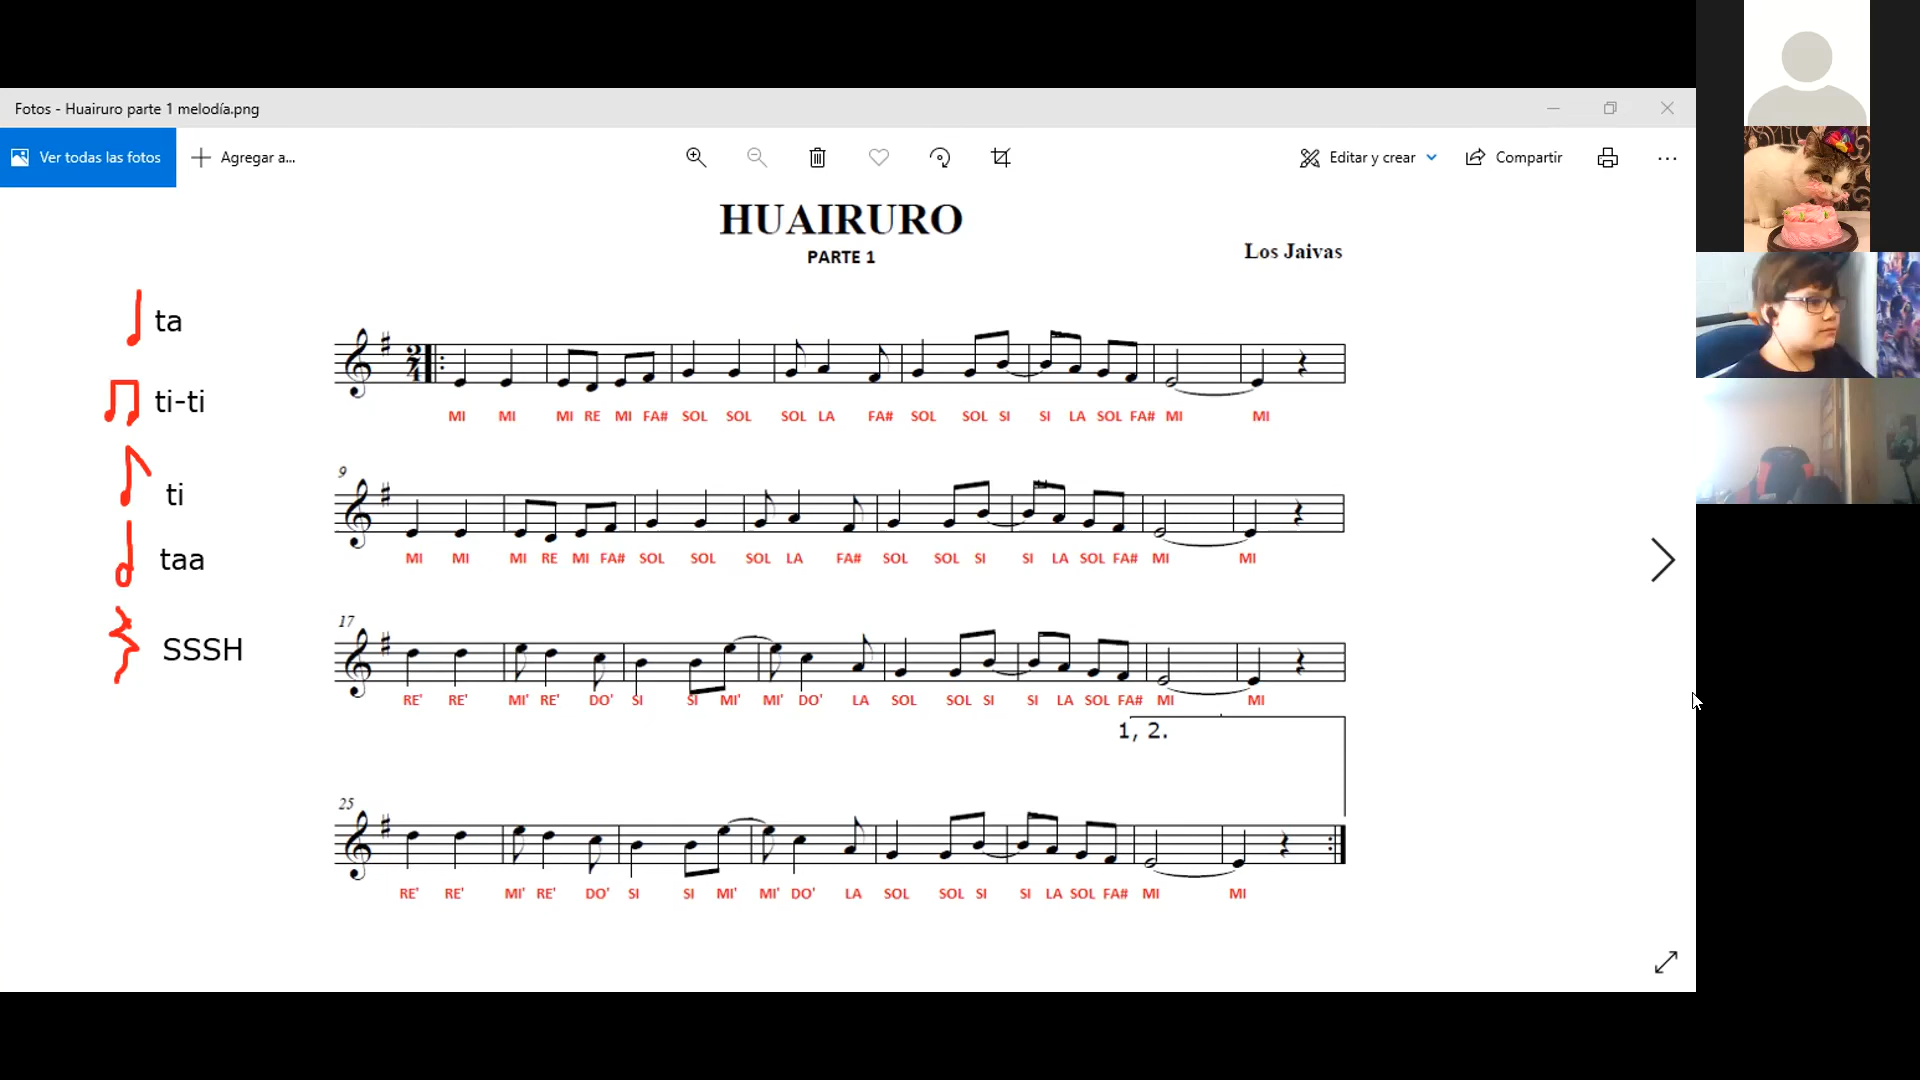 Fotos - Huairuro parte 1 melodía.png
Ver todas las fotos
Agregar a...
Editar y crear
Compartir
HUAIRURO
PARTE 1
Los Jaivas
ta
ti-ti
ti
taa
SSSH
2
4
MI MI MI RE MI FA# SOL SOL SOL LA FA# SOL SOL SI SI LA SOL FA# MI MI
9
MI MI MI RE MI FA# SOL SOL SOL LA FA# SOL SOL SI SI LA SOL FA# MI MI
17
RE' RE' MI' RE' DO' SI SI MI' MI' DO' LA SOL SOL SI SI LA SOL FA# MI MI
1, 2.
25
RE' RE' MI' RE' DO' SI SI MI' MI' DO' LA SOL SOL SI SI LA SOL FA# MI MI